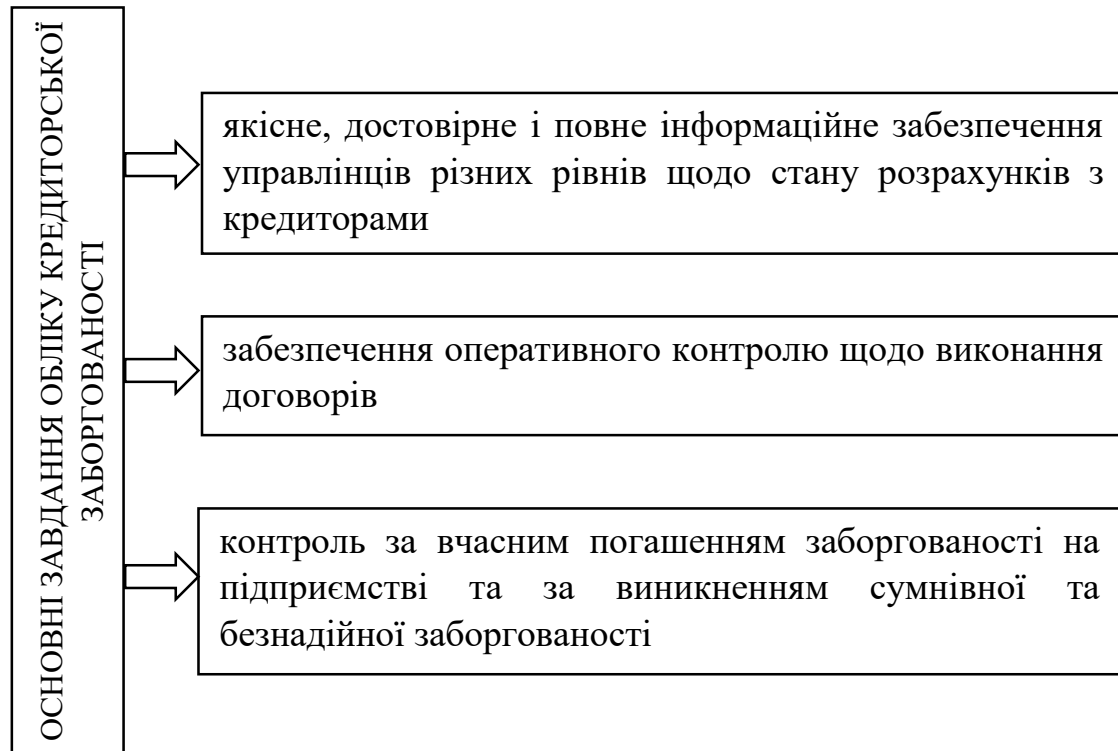 ОСНОВНІ ЗАВДАННЯ ОБЛІКУ КРЕДИТОРСЬКОЇ
ЗАБОРГОВАНОСТІ
якісне, достовірне і повне інформаційне забезпечення
управлінців різних рівнів щодо стану розрахунків з
кредиторами
забезпечення оперативного контролю щодо виконання
договорів
контроль за вчасним погашенням заборгованості на
підприємстві та за виникненням сумнівної та
безнадійної заборгованості